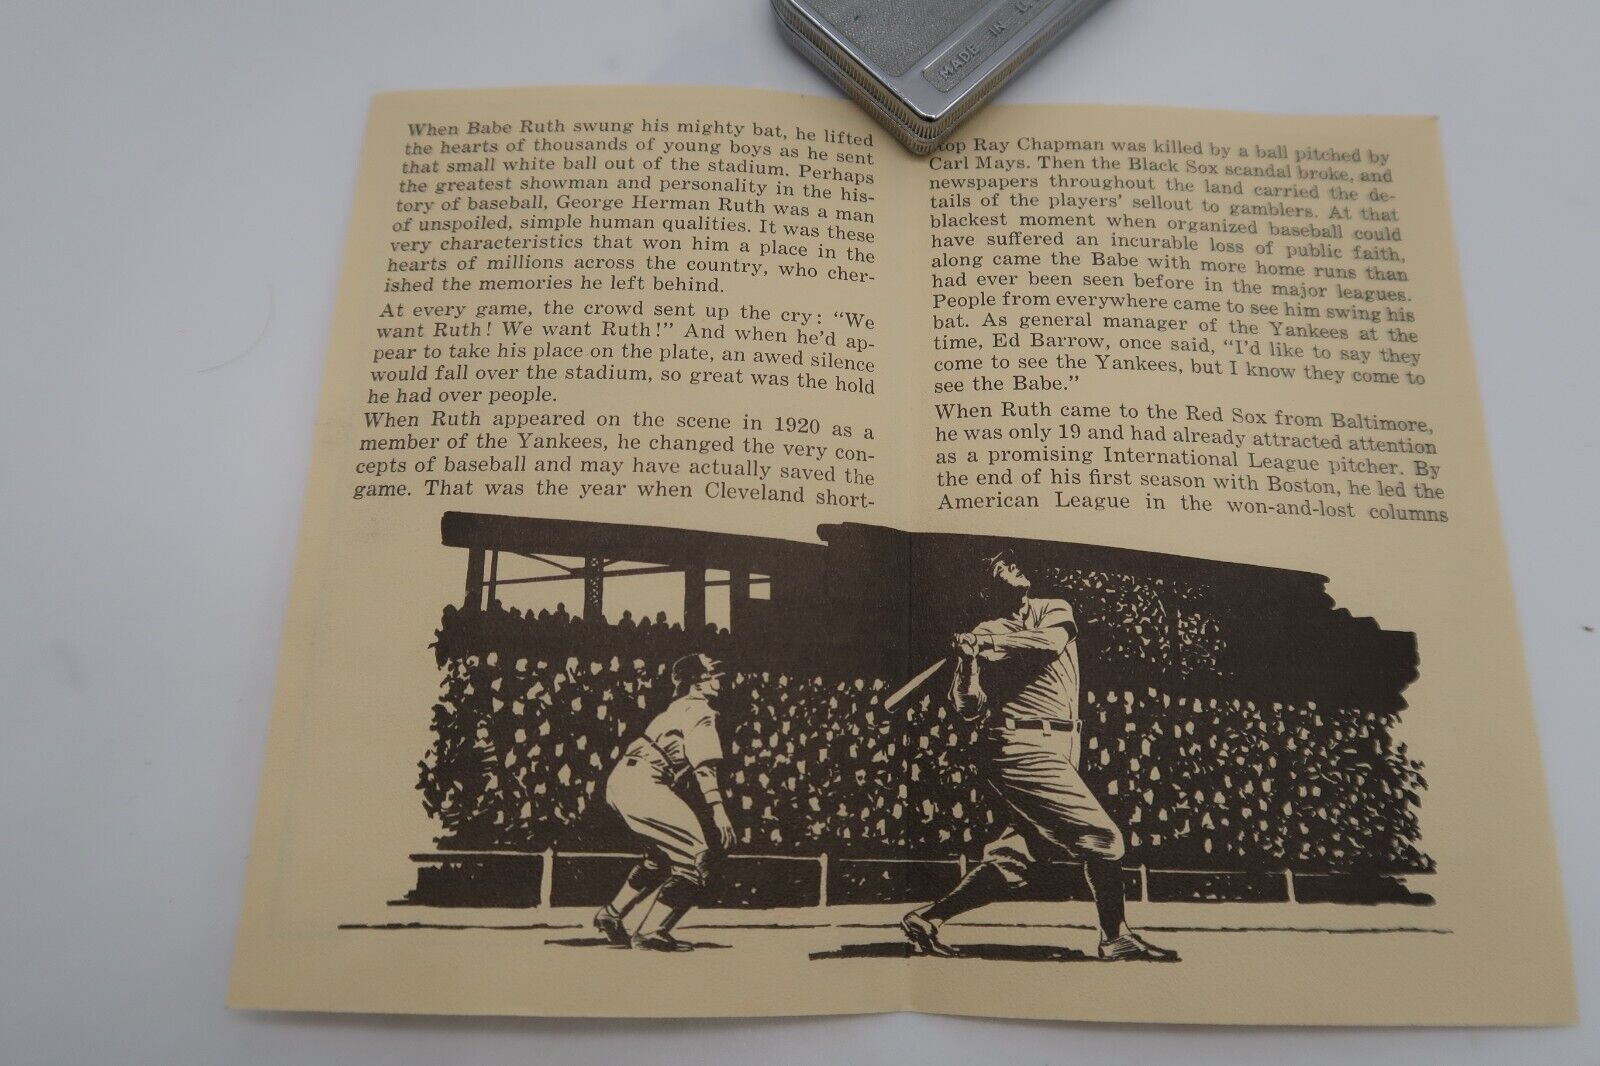 MADE IN U.
When Babe Ruth swung his mighty bat, he lifted
the hearts of thousands of young boys as he sent
that small white ball out of the stadium. Perhaps
the greatest showman and personality in the his-
tory of baseball, George Herman Ruth was a man
of unspoiled, simple human qualities. It was these
very characteristics that won him a place in the
hearts of millions across the country, who cher-
ished the memories he left behind.
At every game, the crowd sent up the cry: “We
want Ruth! We want Ruth!” And when he’d ap-
pear to take his place on the plate, an awed silence
would fall over the stadium, so great was the hold
he had over people.
When Ruth appeared on the scene in 1920 as a
member of the Yankees, he changed the very con-
cepts of baseball and may have actually saved the
game. That was the year when Cleveland short-
top Ray Chapman was killed by a ball pitched by
Carl Mays. Then the Black Sox scandal broke, and
newspapers throughout the land carried the de-
tails of the players’ sellout to gamblers. At that
blackest moment when organized baseball could
have suffered an incurable loss of public faith,
along came the Babe with more home runs than
had ever been seen before in the major leagues.
People from everywhere came to see him swing his
bat. As general manager of the Yankees at the
time, Ed Barrow, once said, “I’d like to say they
come to see the Yankees, but I know they come to
see the Babe.”
When Ruth came to the Red Sox from Baltimore,
he was only 19 and had already attracted attention
as a promising International League pitcher. By
the end of his first season with Boston, he led the
American League in the won-and-lost columns